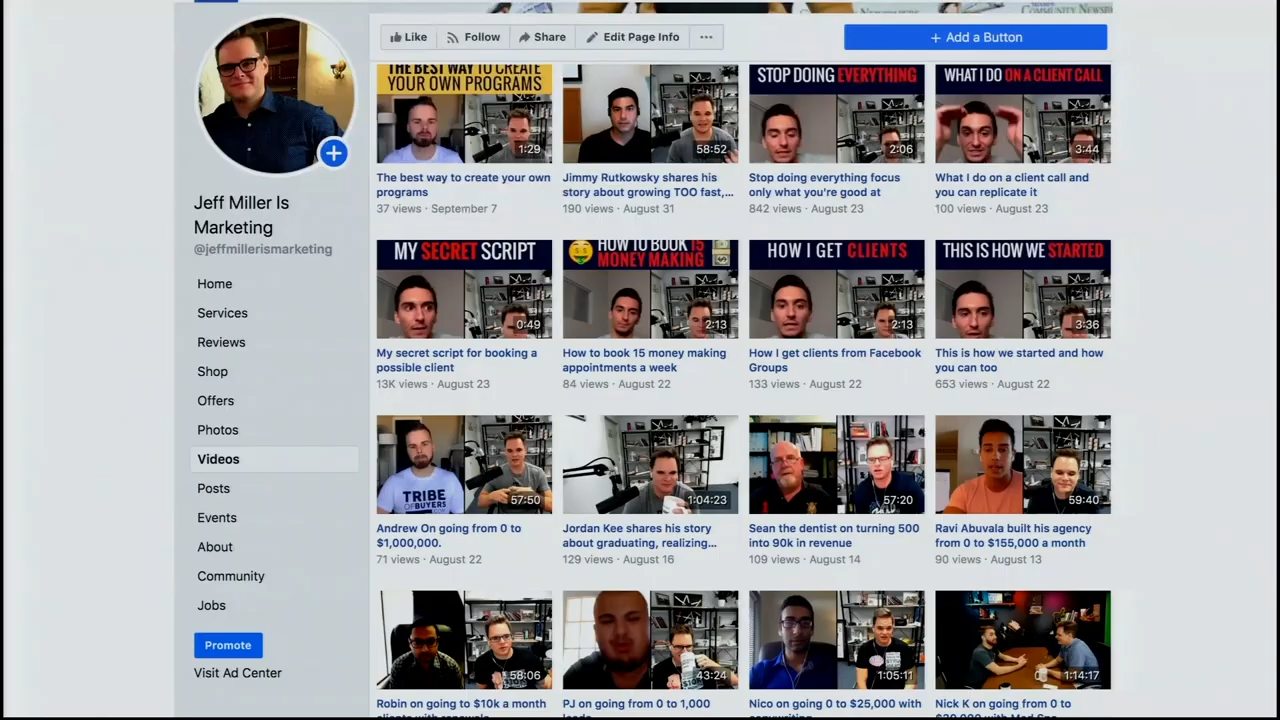 Like
Follow
Share
Edit Page Info
Add a Button
Jeff Miller Is
Marketing
@jeffmillerismarketing
Home
Services
Reviews
Shop
Offers
Photos
Videos
Posts
Events
About
Community
Jobs
Promote
Visit Ad Center
THE BEST WAY TO CREATE
YOUR OWN PROGRAMS
1:29
The best way to create your own
programs
37 views · September 7
58:52
Jimmy Rutkowsky shares his
story about growing TOO fast,...
190 views · August 31
STOP DOING EVERYTHING
2:06
Stop doing everything focus
only what you're good at
842 views · August 23
WHAT I DO ON A CLIENT CALL
3:44
What I do on a client call and
you can replicate it
100 views · August 23
MY SECRET SCRIPT
0:49
My secret script for booking a
possible client
13K views · August 23
HOW TO BOOK 15
MONEY MAKING
2:13
How to book 15 money making
appointments a week
84 views · August 22
HOW I GET CLIENTS
2:13
How I get clients from Facebook
Groups
133 views · August 22
THIS IS HOW WE STARTED
3:36
This is how we started and how
you can too
653 views · August 22
TRIBE
OF BUYERS
57:50
Andrew On going from 0 to
$1,000,000.
71 views · August 22
1:04:23
Jordan Kee shares his story
about graduating, realizing...
129 views · August 16
57:20
Sean the dentist on turning 500
into 90k in revenue
109 views · August 14
59:40
Ravi Abuvala built his agency
from 0 to $155,000 a month
90 views · August 13
58:06
Robin on going to $10k a month
43:24
PJ on going from 0 to 1,000
1:05:11
Nico on going 0 to $25,000 with
1:14:17
Nick K on going from 0 to